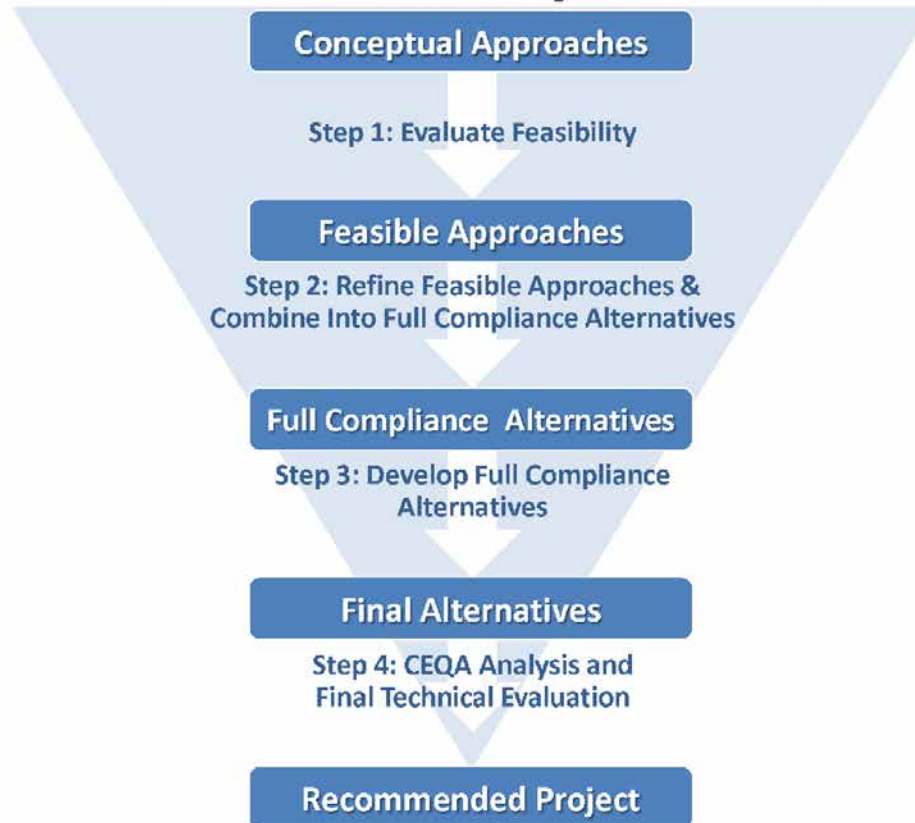 Conceptual Approaches
Step 1: Evaluate Feasibility
Feasible Approaches
Step 2: Refine Feasible Approaches &
Combine Into Full Compliance Alternatives
Full Compliance Alternatives
Step 3: Develop Full Compliance
Alternatives
Final Alternatives
Step 4: CEQA Analysis and
Final Technical Evaluation
Recommended Project